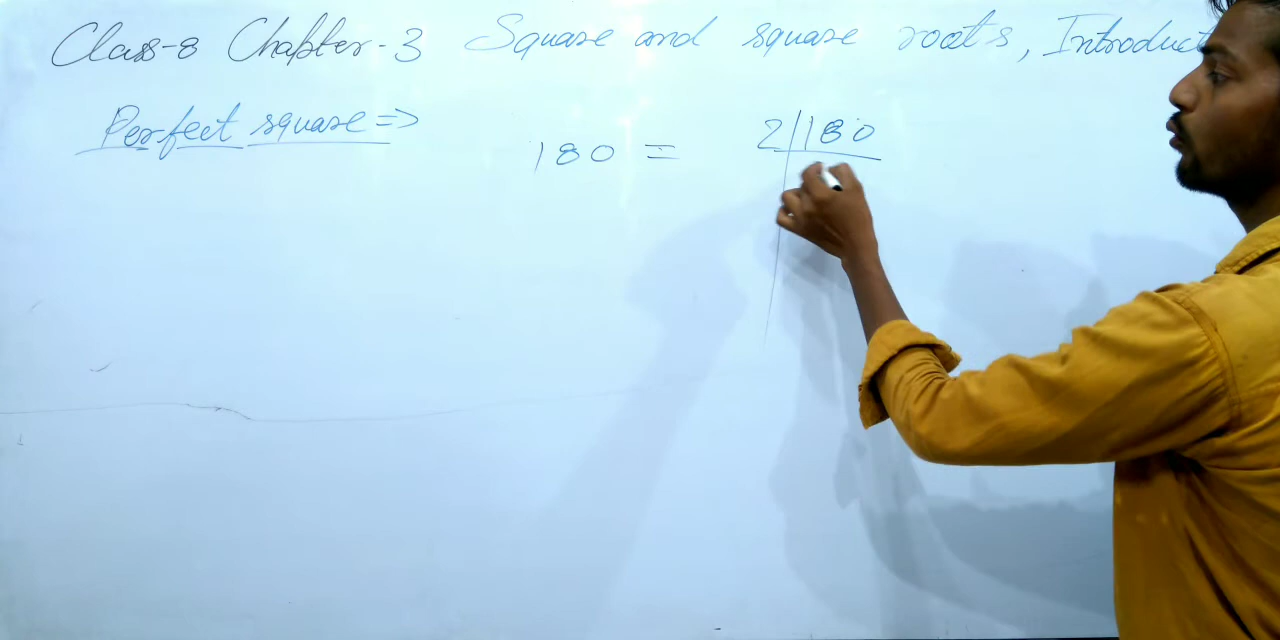 Class-8 Chapter-3 Square and square roots, Introduct
Perfect square =>
180 =
2 | 180